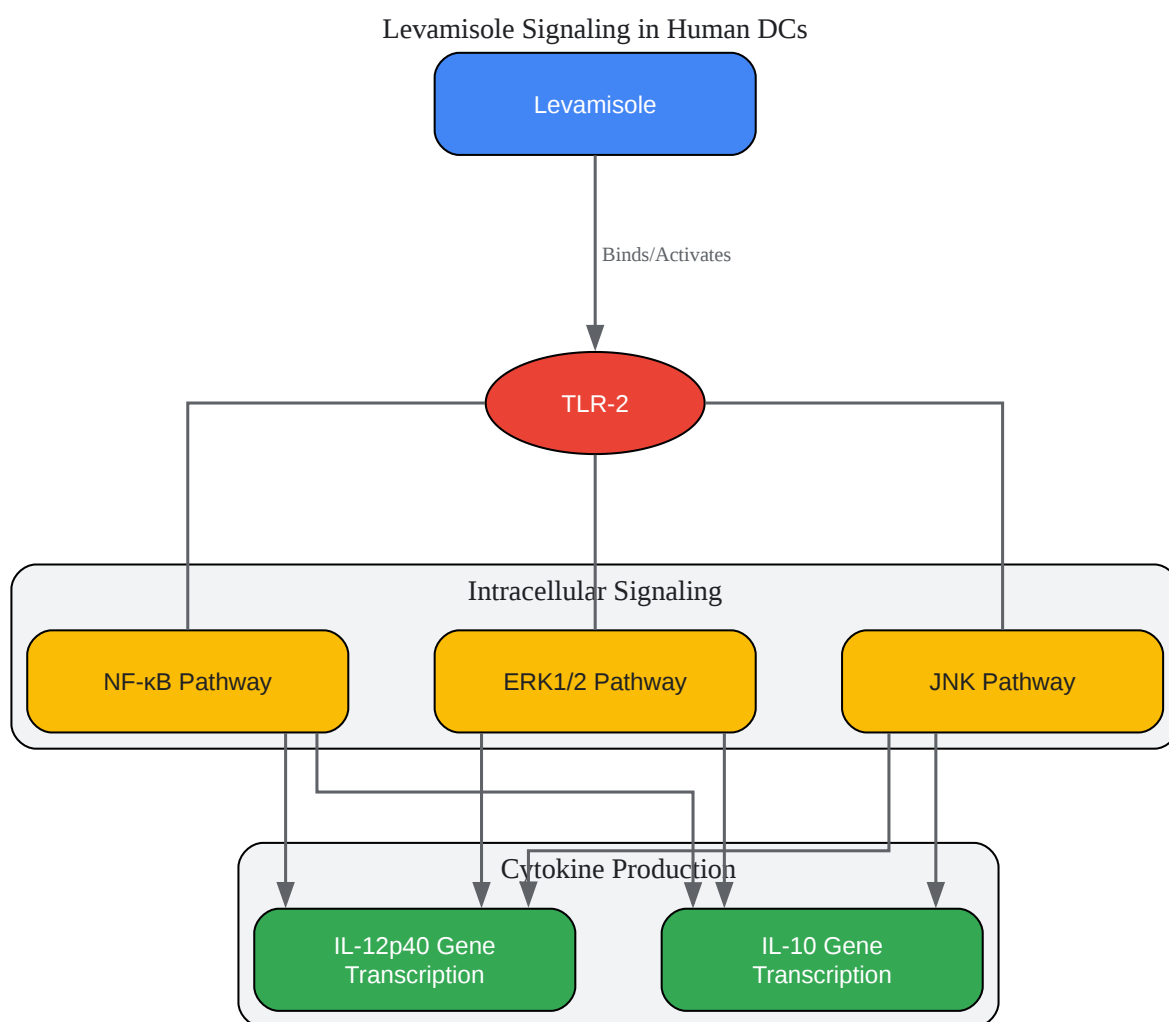 Levamisole Signaling in Human DCs
Levamisole
Binds/Activates
TLR-2
Intracellular Signaling
NF-κB Pathway
ERK1/2 Pathway
JNK Pathway
Cytokine Production
IL-12p40 Gene
Transcription
IL-10 Gene
Transcription